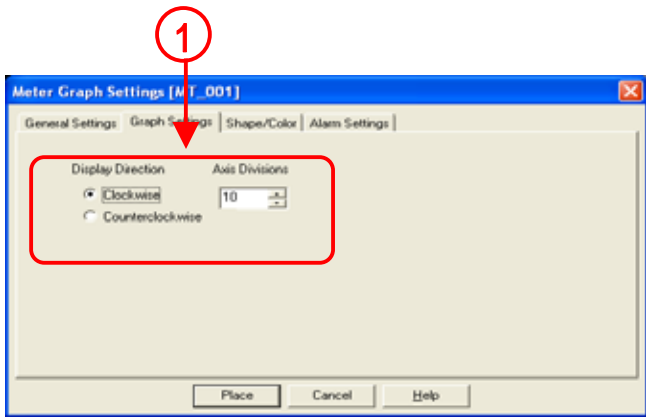 1
Meter Graph Settings [MT_001]
General Settings Graph Settings Shape/Color Alarm Settings
Display Direction Axis Divisions
Clockwise 10
Counterclockwise
Place Cancel Help